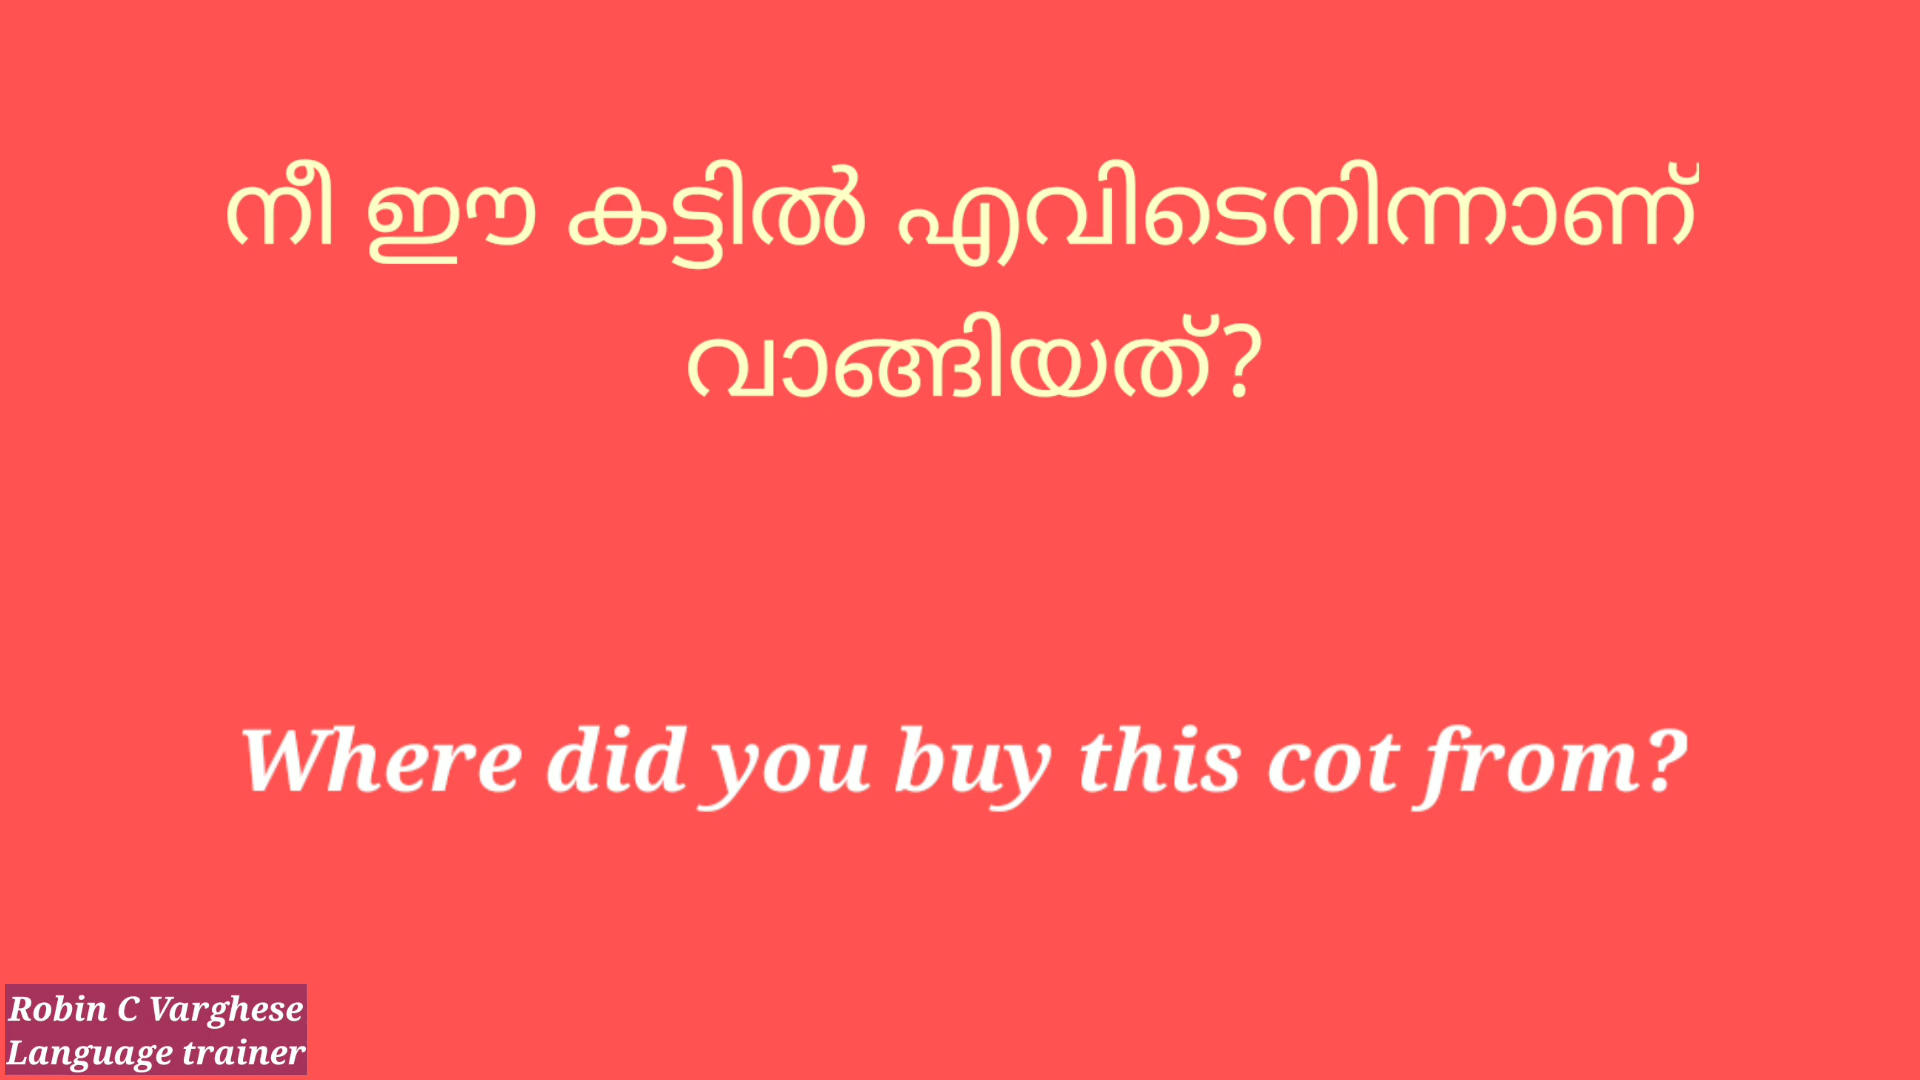 നീ ഈ കട്ടിൽ എവിടെനിന്നാണ്
വാങ്ങിയത്?
Where did you buy this cot from?
Robin C Varghese
Language trainer